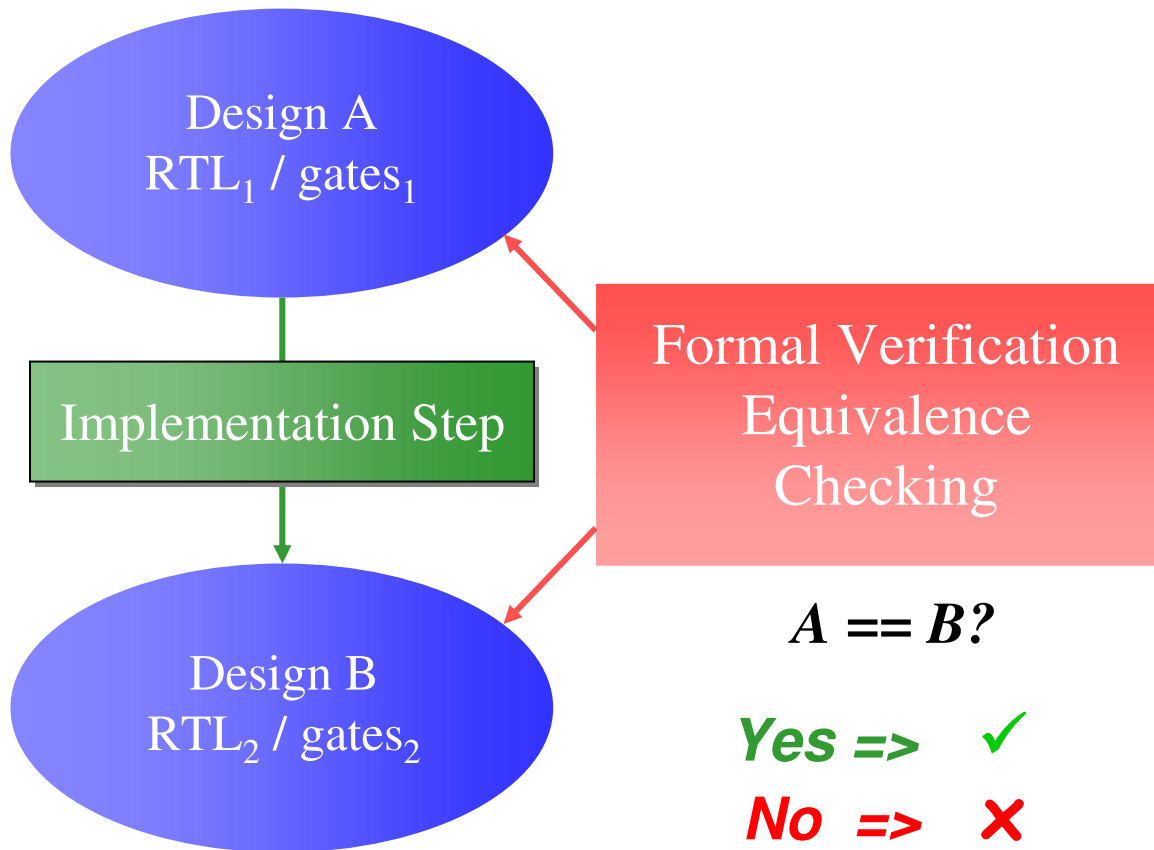 Design A
RTL₁ / gates₁
Implementation Step
Design B
RTL₂ / gates₂
Formal Verification
Equivalence
Checking
A == B?
Yes => ✓
No => ✗